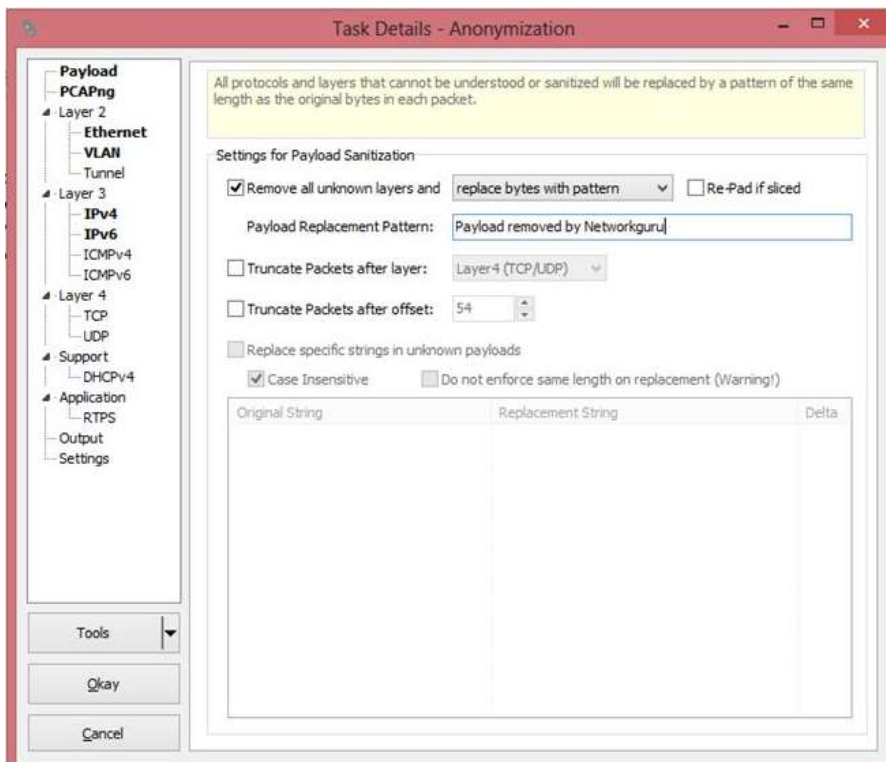 Task Details - Anonymization
Payload
PCAPng
Layer 2
Ethernet
VLAN
Tunnel
Layer 3
IPv4
IPv6
ICMPv4
ICMPv6
Layer 4
TCP
UDP
Support
DHCPv4
Application
RTPS
Output
Settings
Tools
Okay
Cancel
All protocols and layers that cannot be understood or sanitized will be replaced by a pattern of the same
length as the original bytes in each packet.
Settings for Payload Sanitization
Remove all unknown layers and replace bytes with pattern Re-Pad if sliced
Payload Replacement Pattern: Payload removed by Networkguru
Truncate Packets after layer: Layer4 (TCP/UDP)
Truncate Packets after offset: 54
Replace specific strings in unknown payloads
Case Insensitive Do not enforce same length on replacement (Warning!)
Original String Replacement String Delta